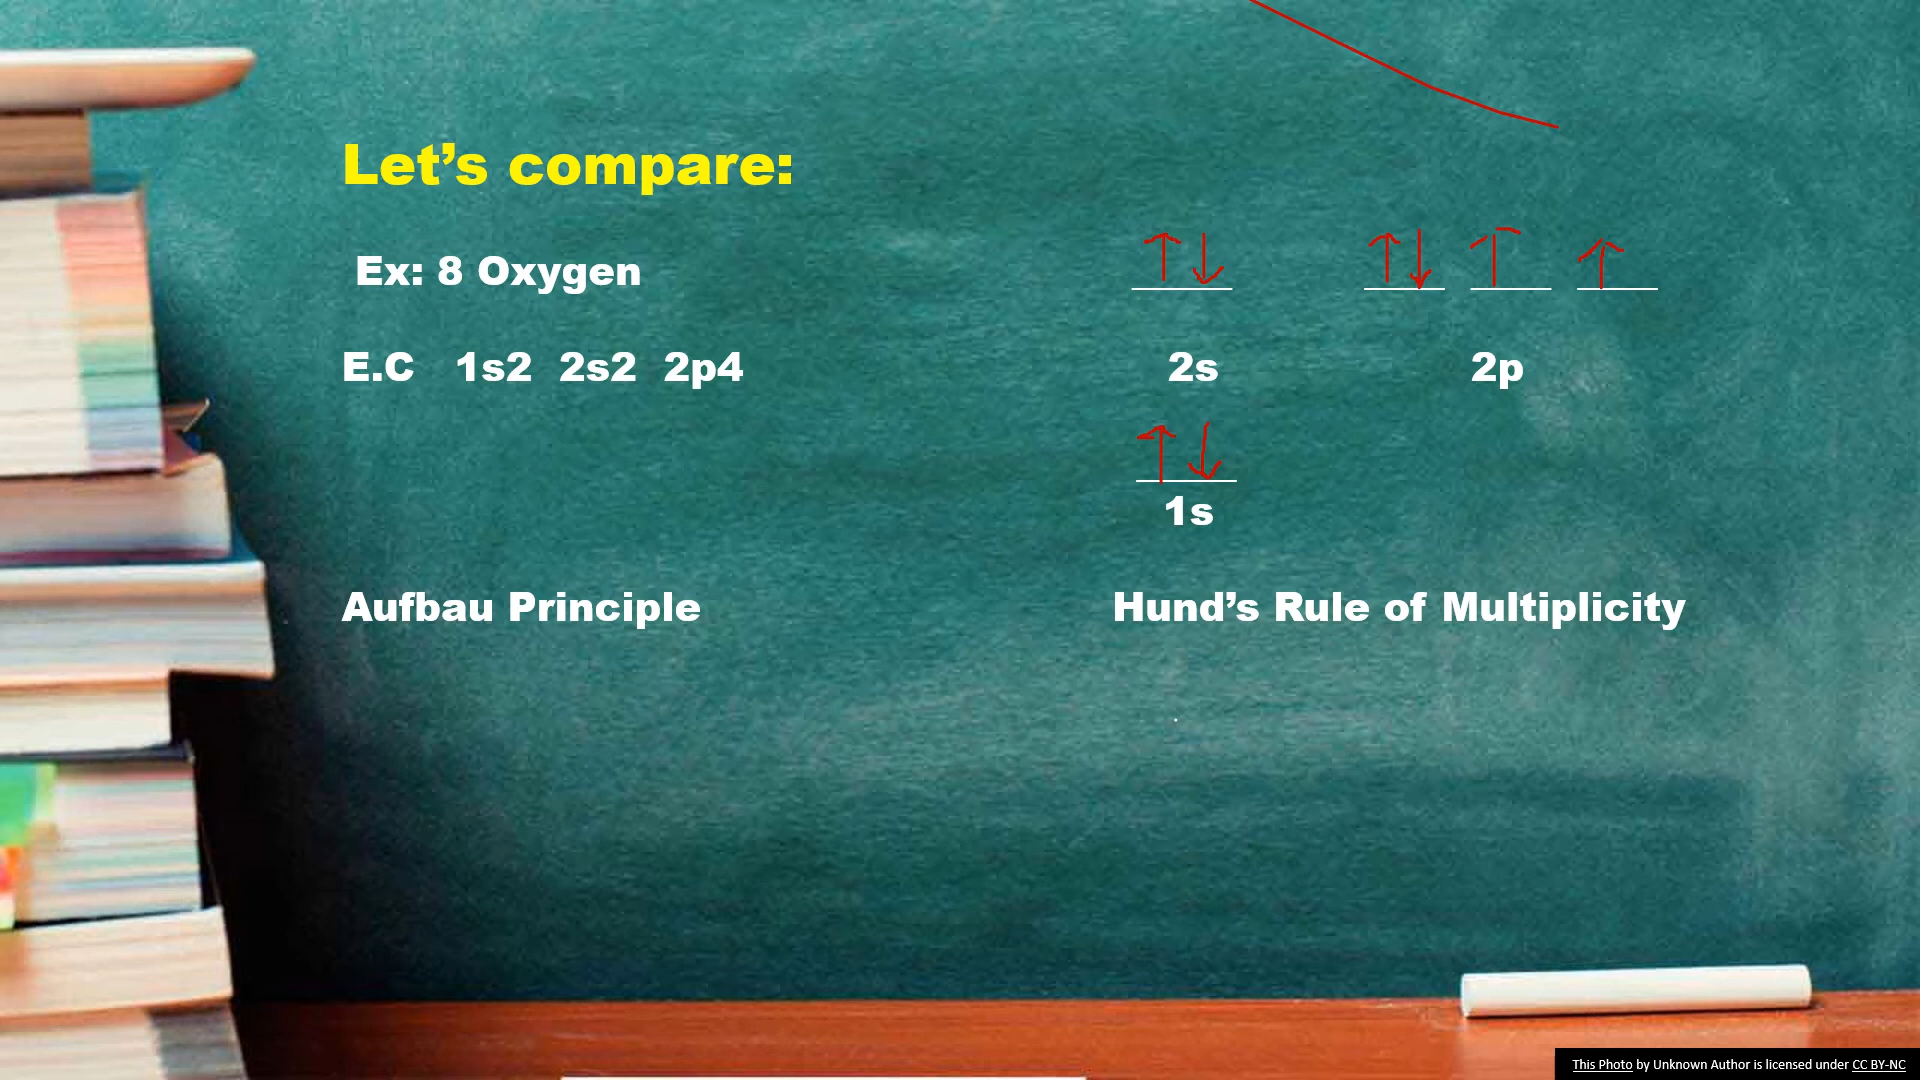 Let’s compare:
Ex: 8 Oxygen
E.C 1s2 2s2 2p4
2s 2p
1s
Aufbau Principle
Hund’s Rule of Multiplicity
This Photo by Unknown Author is licensed under CC BY-NC